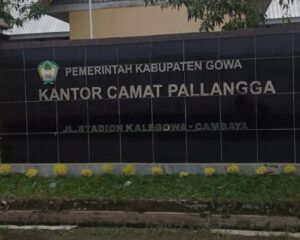 PEMERINTAH KABUPATEN GOWA
KANTOR CAMAT PALLANGGA
JL.STADION KALEGOWA - CAMBAYA